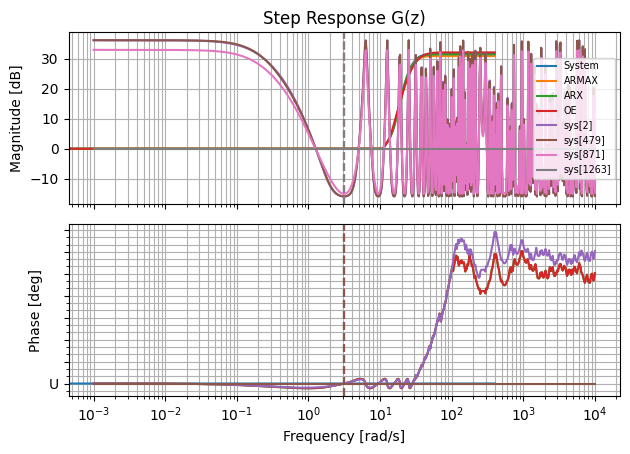 Step Response G(z)
Magnitude [dB]
30
20
10
0
−10
System
ARMAX
ARX
OE
sys[2]
sys[479]
sys[871]
sys[1263]
Phase [deg]
U
10⁻³ 10⁻² 10⁻¹ 10⁰ 10¹ 10² 10³ 10⁴
Frequency [rad/s]